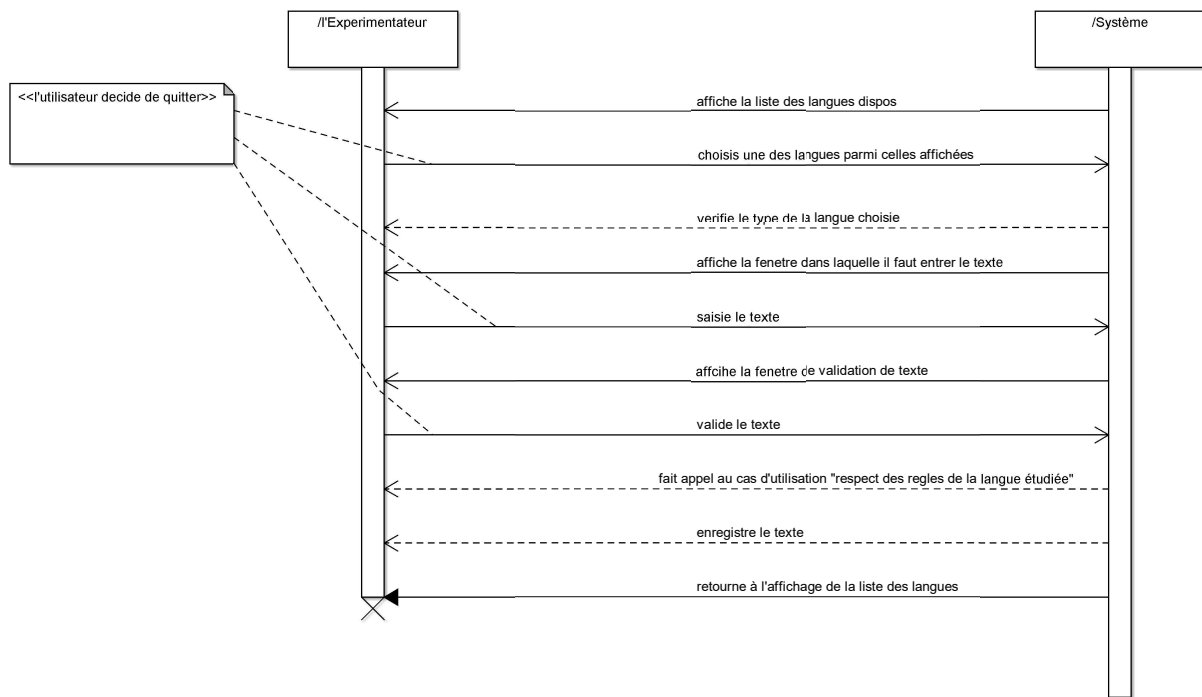 /l'Experimentateur
/Système
<<l'utilisateur decide de quitter>>
affiche la liste des langues dispos
choisis une des langues parmi celles affichées
verifie le type de la langue choisie
affiche la fenetre dans laquelle il faut entrer le texte
saisie le texte
affcihe la fenetre de validation de texte
valide le texte
fait appel au cas d'utilisation "respect des regles de la langue étudiée"
enregistre le texte
retourne à l'affichage de la liste des langues